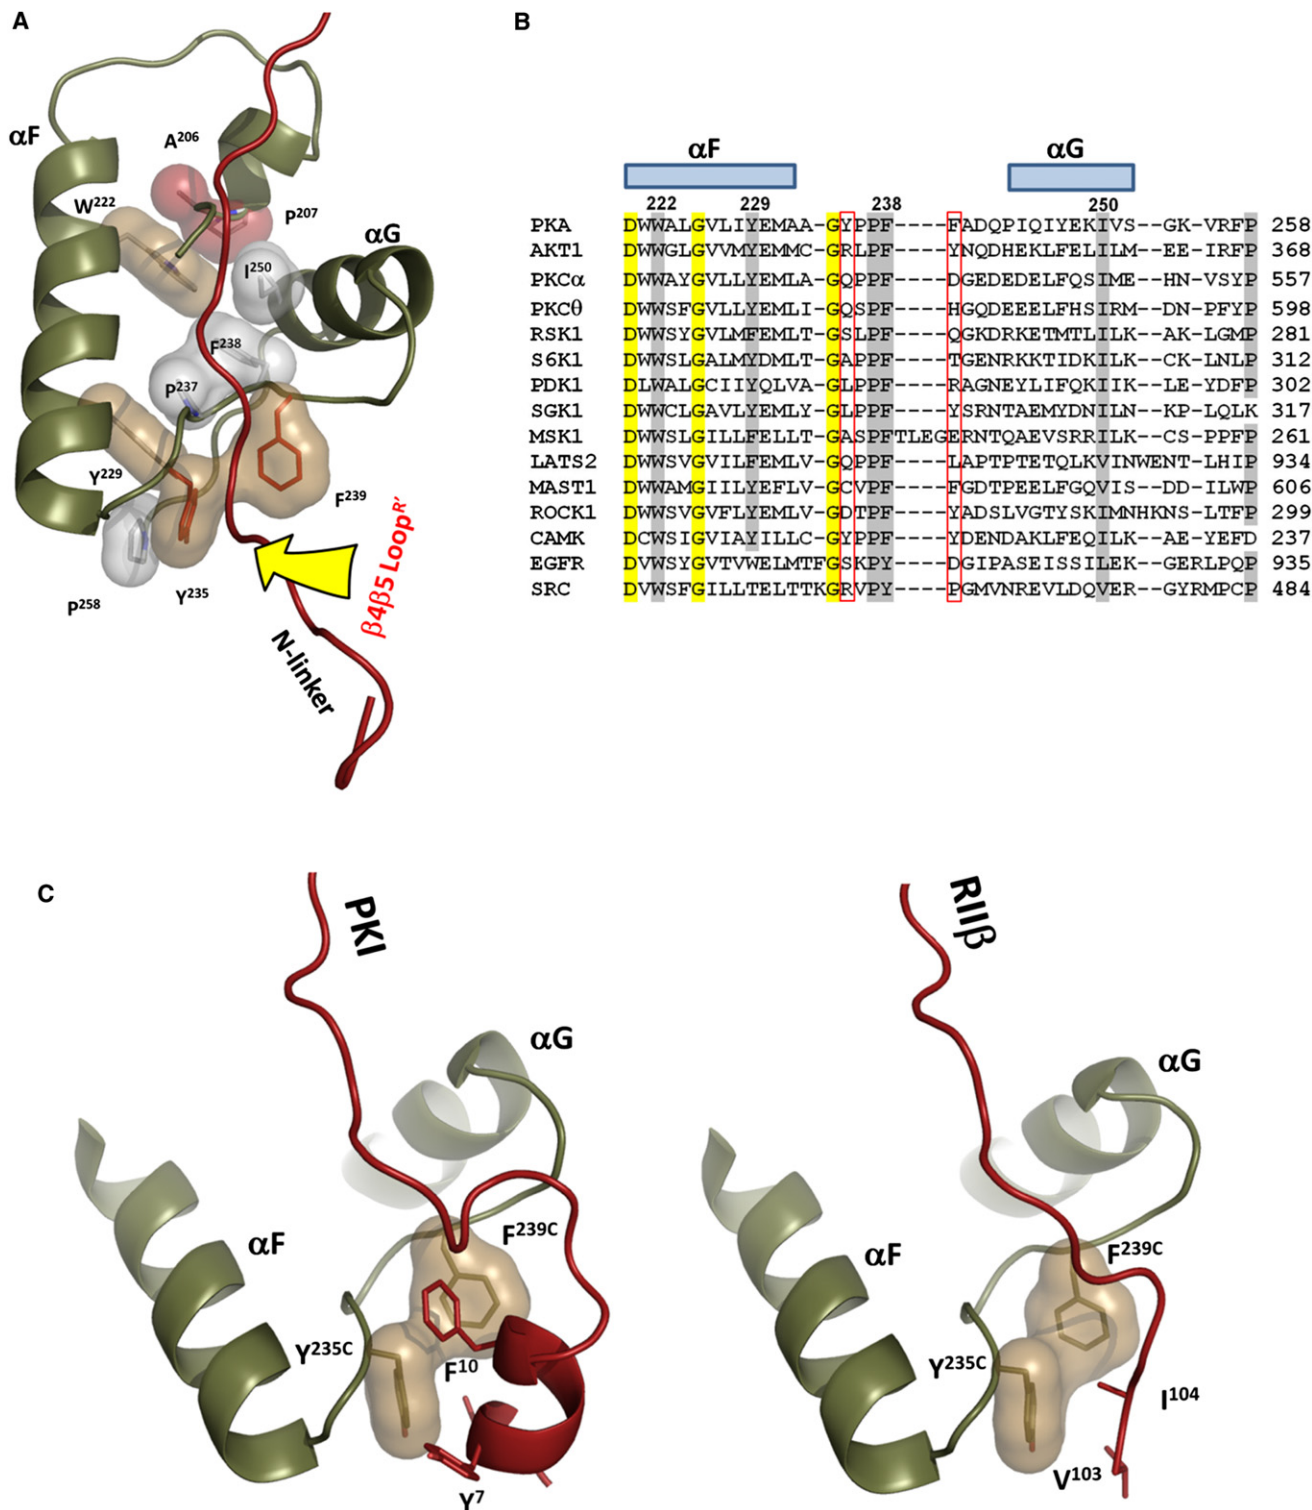 A
αF
A206
W222
P207
αG
I250
F238
P237
Y229
F239
P258
Y235
β4β5 LoopR'
N-linker
B
αF αG
222 229 238 250
PKA DWWALGVLIYEMAA-GYPPF----FADQPIQIYEKIVS--GK-VRFP 258
AKT1 DWWGLGVVMYEMMC-GRLPF----YNQDHEKLFELILM--EE-IRFP 368
PKCα DWWAYGVLLYEMLA-GQPPF----DGEDEDELFQSIME--HN-VSYP 557
PKCθ DWWSFGVLLYEMLI-GQSPF----HGQDEEELFHSIRM--DN-PFYP 598
RSK1 DWWSYGVLMFEMLT-GSLPF----QGKDRKETMTLILK--AK-LGMP 281
S6K1 DWWSLGALMYDMLT-GAPPF----TGENRKKTIDKILK--CK-LNLP 312
PDK1 DLWALGCIIYQLVA-GLPPF----RAGNEYLIFQKIIK--LE-YDFP 302
SGK1 DWWCLGAVLYEMLY-GLPPF----YSRNTAEMYDNILN--KP-LQLK 317
MSK1 DWWSLGILLFELLT-GASPFTLEGERNTQAEVSRRILK--CS-PPFP 261
LATS2 DWWSVGVILFEMLV-GQPPF----LAPTPTETQLKVINWENT-LHIP 934
MAST1 DWWAMGIILYEFLV-GCVPF----FGDTPEELFGQVIS--DD-ILWP 606
ROCK1 DWWSVGVFLYEMLV-GDTPF----YADSLVGTYSKIMNHKNS-LTFP 299
CAMK DCWSIGVIAYILLC-GYPPF----YDENDAKLFEQILK--AE-YEFD 237
EGFR DVWSYGVTVWELMTFGSKPY----DGIPASEISSILEK--GERLPQP 935
SRC DVWSFGILLTELTTKGRVPY----PGMVNREVLDQVER--GYRMPCP 484
C
PKI
αG
αF
F239C
Y235C
F10
Y7
RIIβ
αG
αF
F239C
Y235C
I104
V103